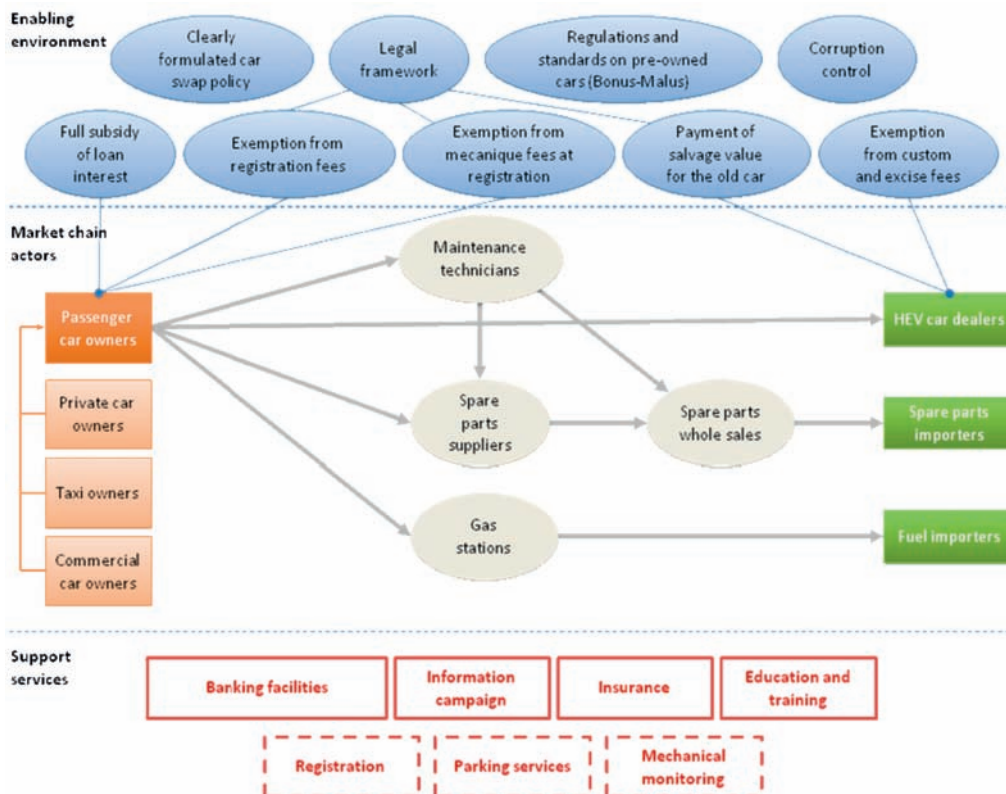 Enabling
environment
Clearly
formulated car
swap policy
Legal
framework
Regulations and
standards on pre-owned
cars (Bonus-Malus)
Corruption
control
Full subsidy
of loan
interest
Exemption from
registration fees
Exemption from
mecanique fees at
registration
Payment of
salvage value
for the old car
Exemption
from custom
and excise fees
Market chain
actors
Maintenance
technicians
Passenger
car owners
HEV car dealers
Private car
owners
Spare
parts
suppliers
Spare parts
whole sales
Spare parts
importers
Taxi owners
Gas
stations
Fuel importers
Commercial
car owners
Support
services
Banking facilities
Information
campaign
Insurance
Education and
training
Registration
Parking services
Mechanical
monitoring